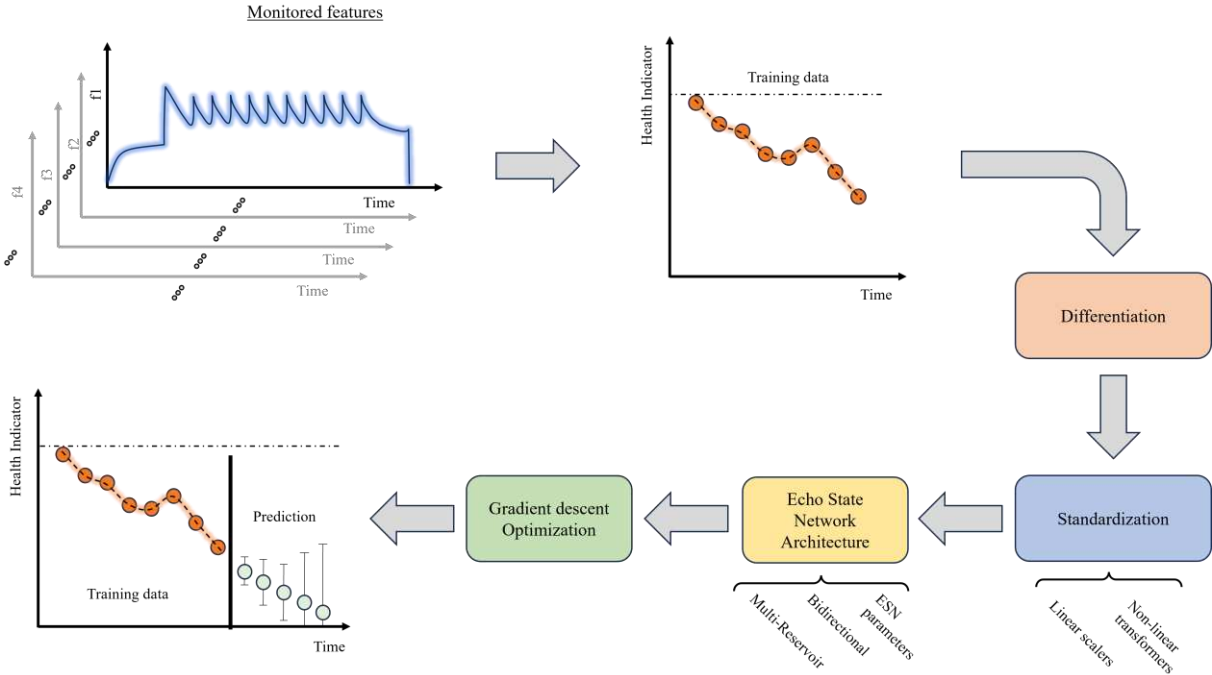 Monitored features
f1
f2
f3
f4
Time
Time
Time
Time
Health Indicator
Training data
Time
Differentiation
Standardization
Linear scalers
Non-linear
transformers
Echo State
Network
Architecture
Multi-Reservoir
Bidirectional
ESN
parameters
Gradient descent
Optimization
Health Indicator
Prediction
Training data
Time